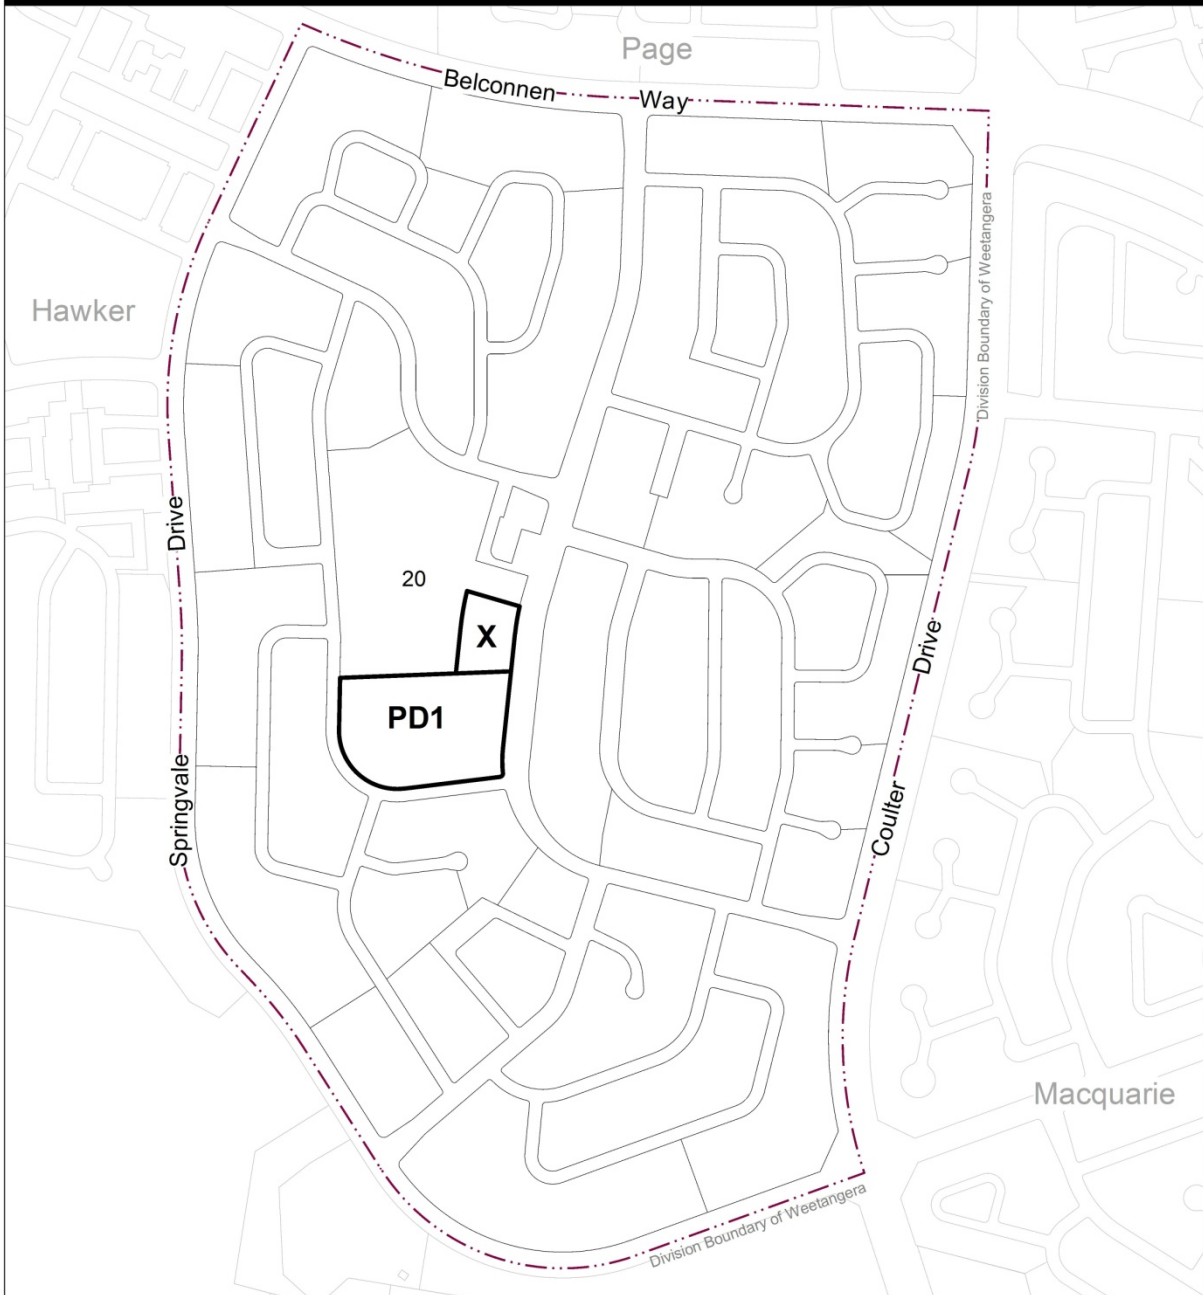 Page
Belconnen Way
Division Boundary of Weetangera
Hawker
Springvale Drive
20
X
PD1
Coulter Drive
Macquarie
Division Boundary of Weetangera